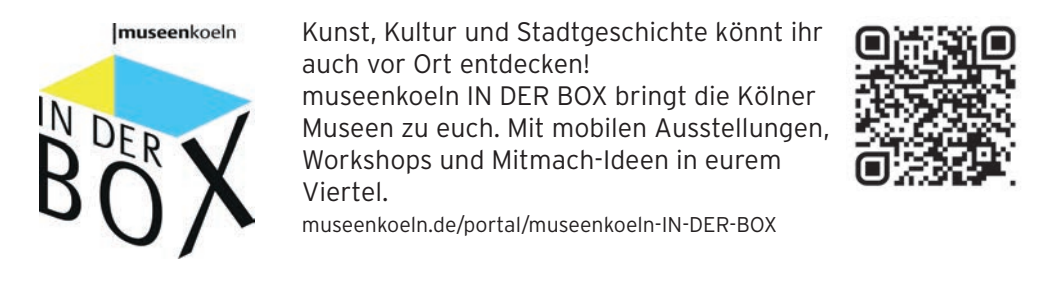 |museenkoeln
IN DER
BOX
Kunst, Kultur und Stadtgeschichte könnt ihr
auch vor Ort entdecken!
museenkoeln IN DER BOX bringt die Kölner
Museen zu euch. Mit mobilen Ausstellungen,
Workshops und Mitmach-Ideen in eurem
Viertel.
museenkoeln.de/portal/museenkoeln-IN-DER-BOX